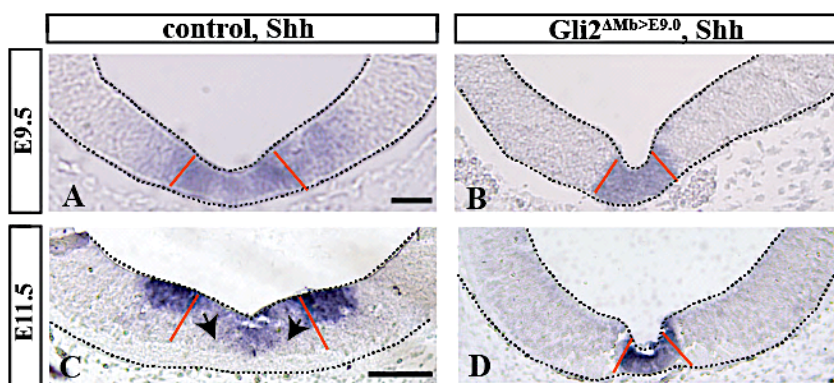 control, Shh
Gli2ΔMb>E9.0, Shh
E9.5
A
B
E11.5
C
D